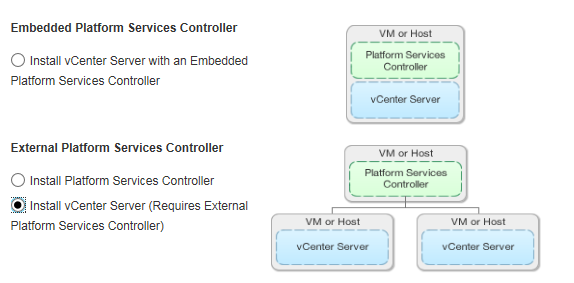 Embedded Platform Services Controller
Install vCenter Server with an Embedded
Platform Services Controller
VM or Host
Platform Services
Controller
vCenter Server
External Platform Services Controller
Install Platform Services Controller
Install vCenter Server (Requires External
Platform Services Controller)
VM or Host
Platform Services
Controller
VM or Host
vCenter Server
VM or Host
vCenter Server